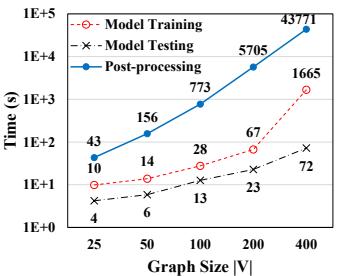 1E+5
1E+4
1E+3
1E+2
1E+1
1E+0
Time (s)
Model Training
Model Testing
Post-processing
43
156
773
5705
43771
10
14
28
67
1665
4
6
13
23
72
25 50 100 200 400
Graph Size |V|